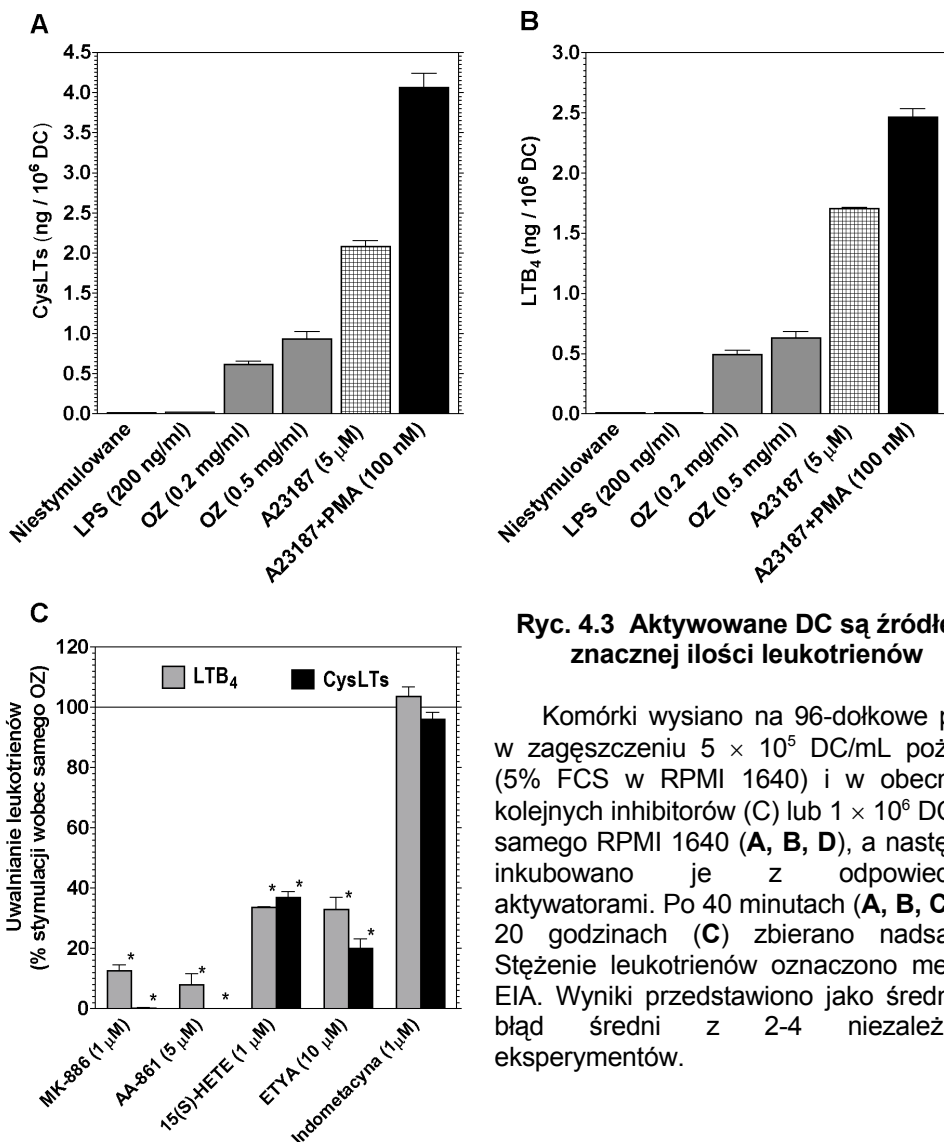 A
4.5
4.0
3.5
3.0
2.5
2.0
1.5
1.0
0.5
0.0
CysLTs (ng / 10⁶ DC)
Niestymulowane
LPS (200 ng/ml)
OZ (0.2 mg/ml)
OZ (0.5 mg/ml)
A23187 (5 µM)
A23187+PMA (100 nM)
B
3.0
2.5
2.0
1.5
1.0
0.5
0.0
LTB₄ (ng / 10⁶ DC)
Niestymulowane
LPS (200 ng/ml)
OZ (0.2 mg/ml)
OZ (0.5 mg/ml)
A23187 (5 µM)
A23187+PMA (100 nM)
C
120
100
80
60
40
20
0
Uwalnianie leukotrienów
(% stymulacji wobec samego OZ)
LTB₄
CysLTs
* * * * * * * *
MK-886 (1 µM)
AA-861 (5 µM)
15(S)-HETE (1 µM)
ETYA (10 µM)
Indometacyna (1µM)
Ryc. 4.3 Aktywowane DC są źródłe
znacznej ilości leukotrienów
Komórki wysiano na 96-dołkowe p
w zagęszczeniu 5 × 10⁵ DC/mL poż
(5% FCS w RPMI 1640) i w obecn
kolejnych inhibitorów (C) lub 1 × 10⁶ DC
samego RPMI 1640 (A, B, D), a nastę
inkubowano je z odpowied
aktywatorami. Po 40 minutach (A, B, C
20 godzinach (C) zbierano nadsa
Stężenie leukotrienów oznaczono me
EIA. Wyniki przedstawiono jako średn
błąd średni z 2-4 niezależ
eksperymentów.